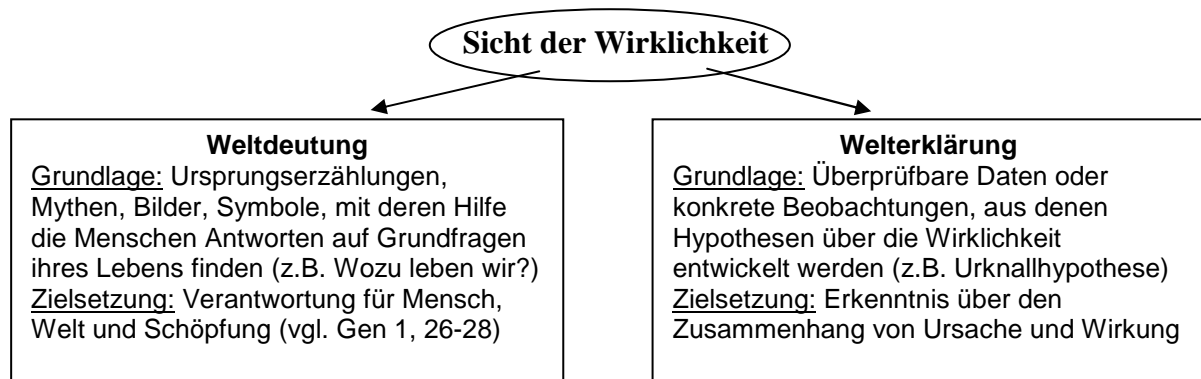 Sicht der Wirklichkeit
Weltdeutung
Grundlage: Ursprungserzählungen,
Mythen, Bilder, Symbole, mit deren Hilfe
die Menschen Antworten auf Grundfragen
ihres Lebens finden (z.B. Wozu leben wir?)
Zielsetzung: Verantwortung für Mensch,
Welt und Schöpfung (vgl. Gen 1, 26-28)
Welterklärung
Grundlage: Überprüfbare Daten oder
konkrete Beobachtungen, aus denen
Hypothesen über die Wirklichkeit
entwickelt werden (z.B. Urknallhypothese)
Zielsetzung: Erkenntnis über den
Zusammenhang von Ursache und Wirkung